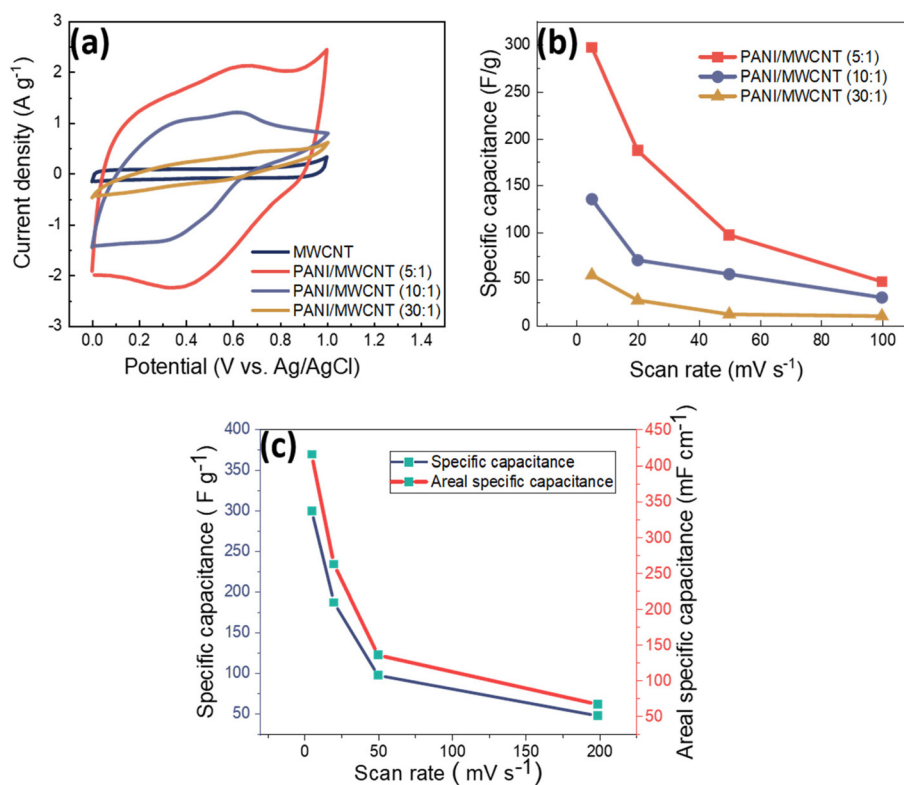 (a)
Current density (A g⁻¹)
3
2
1
0
-1
-2
-3
MWCNT
PANI/MWCNT (5:1)
PANI/MWCNT (10:1)
PANI/MWCNT (30:1)
0.0 0.2 0.4 0.6 0.8 1.0 1.2 1.4
Potential (V vs. Ag/AgCl)
(b)
Specific capacitance (F/g)
300
250
200
150
100
50
0
PANI/MWCNT (5:1)
PANI/MWCNT (10:1)
PANI/MWCNT (30:1)
0 20 40 60 80 100
Scan rate (mV s⁻¹)
(c)
Specific capacitance ( F g⁻¹)
400
350
300
250
200
150
100
50
Specific capacitance
Areal specific capacitance
450
400
350
300
250
200
150
100
50
Areal specific capacitance (mF cm⁻¹)
0 50 100 150 200
Scan rate ( mV s⁻¹)